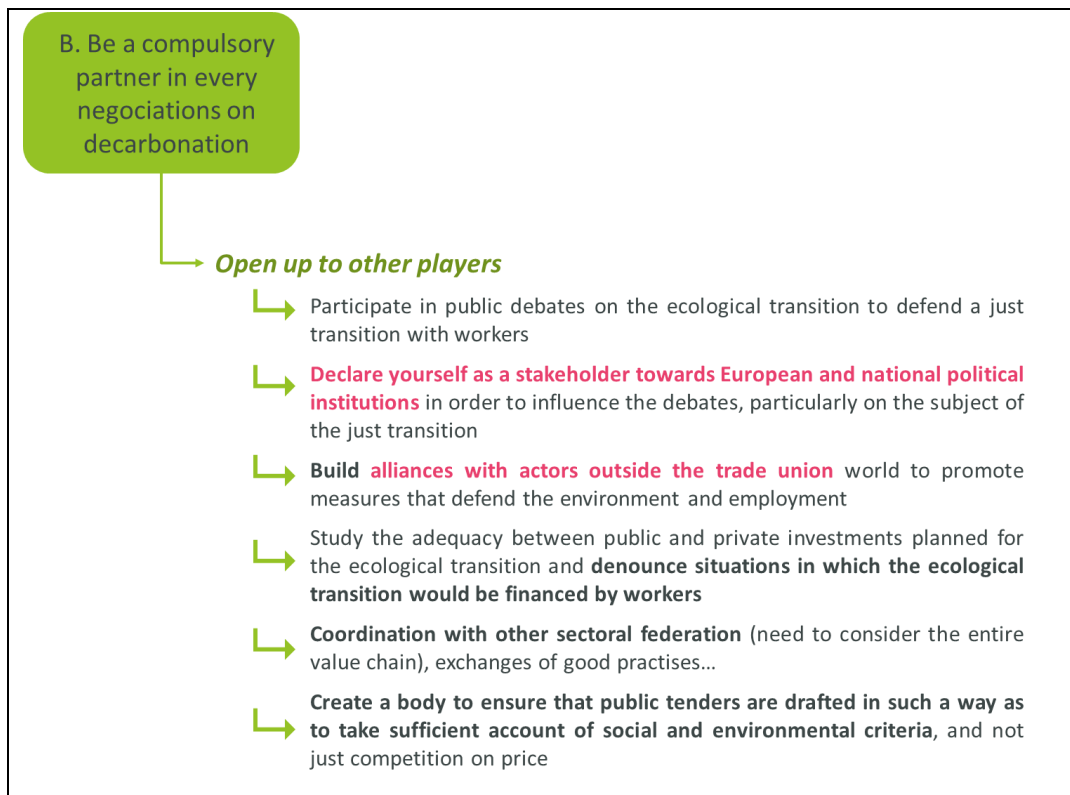 B. Be a compulsory
partner in every
negociations on
decarbonation
Open up to other players
Participate in public debates on the ecological transition to defend a just
transition with workers
Declare yourself as a stakeholder towards European and national political
institutions in order to influence the debates, particularly on the subject of
the just transition
Build alliances with actors outside the trade union world to promote
measures that defend the environment and employment
Study the adequacy between public and private investments planned for
the ecological transition and denounce situations in which the ecological
transition would be financed by workers
Coordination with other sectoral federation (need to consider the entire
value chain), exchanges of good practises…
Create a body to ensure that public tenders are drafted in such a way as
to take sufficient account of social and environmental criteria, and not
just competition on price